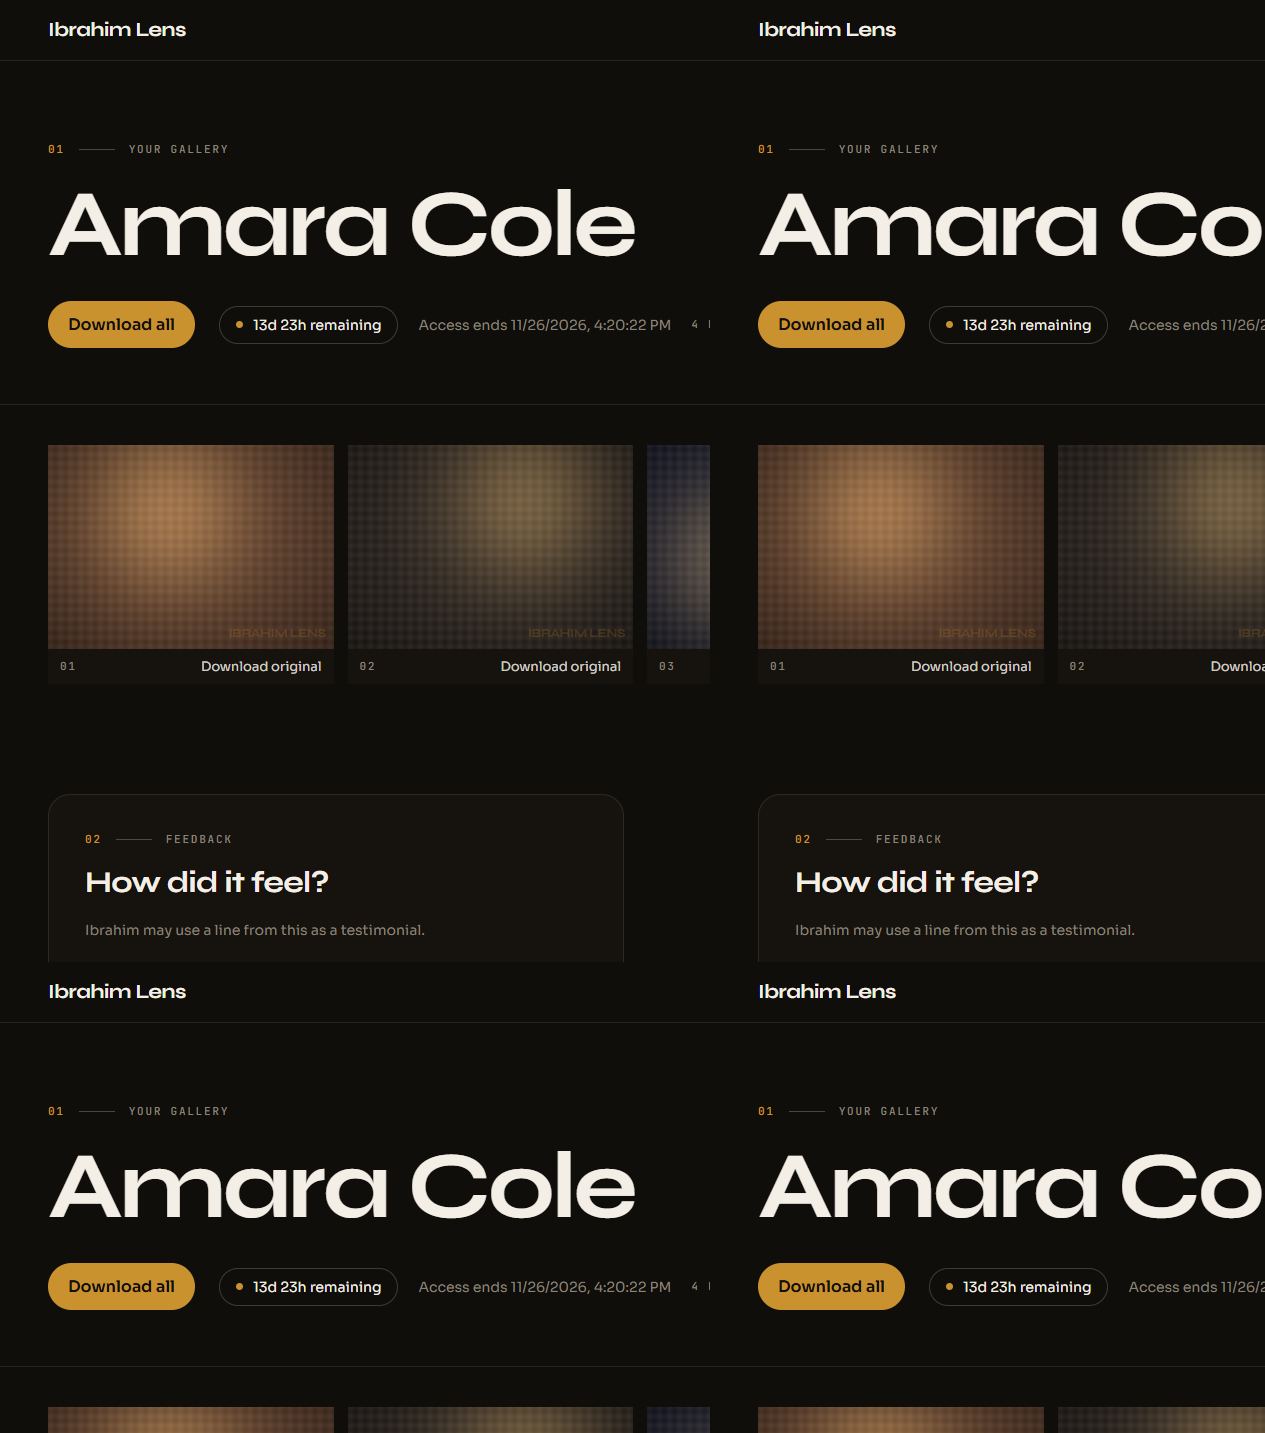 Ibrahim Lens Ibrahim Lens
01 YOUR GALLERY 01 YOUR GALLERY
Amara Cole Amara Co
Download all 13d 23h remaining Access ends 11/26/2026, 4:20:22 PM 4 Download all 13d 23h remaining Access ends 11/26/2
IBRAHIM LENS IBRAHIM LENS IBRAHIM LENS IBRA
01 Download original 02 Download original 03 01 Download original 02 Downloa
02 FEEDBACK 02 FEEDBACK
How did it feel? How did it feel?
Ibrahim may use a line from this as a testimonial. Ibrahim may use a line from this as a testimonial.
Ibrahim Lens Ibrahim Lens
01 YOUR GALLERY 01 YOUR GALLERY
Amara Cole Amara Co
Download all 13d 23h remaining Access ends 11/26/2026, 4:20:22 PM 4 Download all 13d 23h remaining Access ends 11/26/2